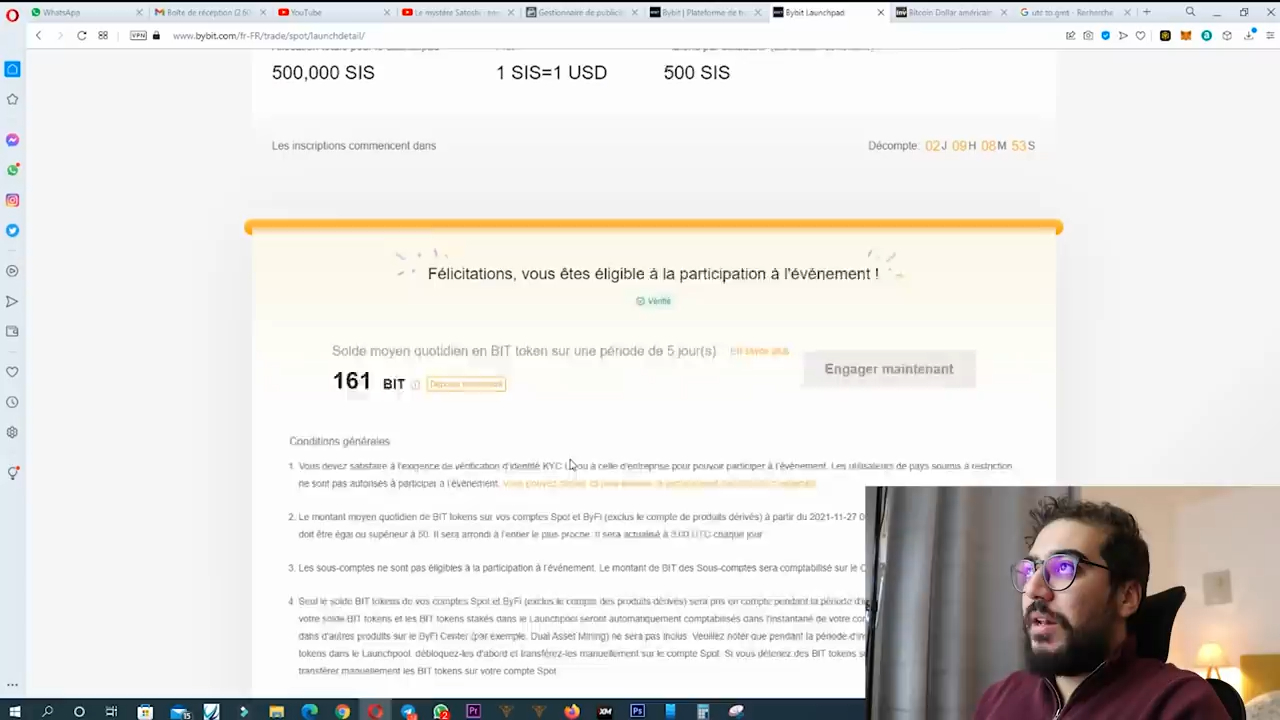 WhatsApp
Boîte de réception (2.60
YouTube
Le mystère Satoshi
Gestionnaire de publici
Bybit | Plateforme de tr
Bybit Launchpad
Bitcoin Dollar américain
utc to gmt - Recherche
VPN
www.bybit.com/fr-FR/trade/spot/launchdetail/
500,000 SIS
1 SIS=1 USD
500 SIS
Les inscriptions commencent dans
Décompte: 02J 09H 08M 53S
Félicitations, vous êtes éligible à la participation à l'événement !
Vérifié
Solde moyen quotidien en BIT token sur une période de 5 jour(s)
En savoir plus
161 BIT
Déposer maintenant
Engager maintenant
Conditions générales
1. Vous devez satisfaire à l'exigence de vérification d'identité KYC ou à celle d'entreprise pour pouvoir participer à l'événement. Les utilisateurs de pays soumis à restriction
ne sont pas autorisés à participer à l'événement.
2. Le montant moyen quotidien de BIT tokens sur vos comptes Spot et ByFi (exclus le compte de produits dérivés) à partir du 2021-11-27 0
doit être égal ou supérieur à 50. Il sera arrondi à l'entier le plus proche. Il sera actualisé à chaque jour
3. Les sous-comptes ne sont pas éligibles à la participation à l'événement. Le montant de BIT des Sous-comptes sera comptabilisé sur le
4. Seul le solde BIT tokens de vos comptes Spot et ByFi (exclus le compte des produits dérivés) sera pris en compte pendant la période
votre solde BIT tokens et les BIT tokens stakés dans le Launchpool seront automatiquement comptabilisés dans l'instantané de votre
dans d'autres produits sur le ByFi Center (par exemple, Dual Asset Mining) ne sera pas inclus. Veuillez noter que pendant la période
tokens dans le Launchpool, débloquez-les d'abord et transférez-les manuellement sur le compte Spot. Si vous détenez des BIT tokens
transférer manuellement les BIT tokens sur votre compte Spot